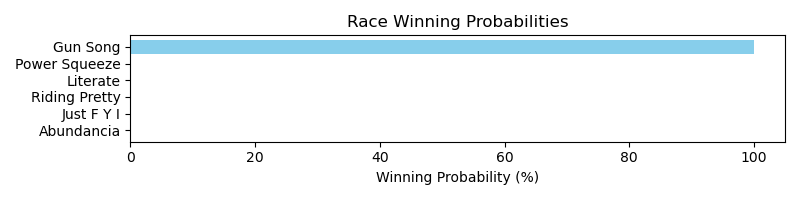 Race Winning Probabilities
Gun Song
Power Squeeze
Literate
Riding Pretty
Just F Y I
Abundancia
0 20 40 60 80 100
Winning Probability (%)